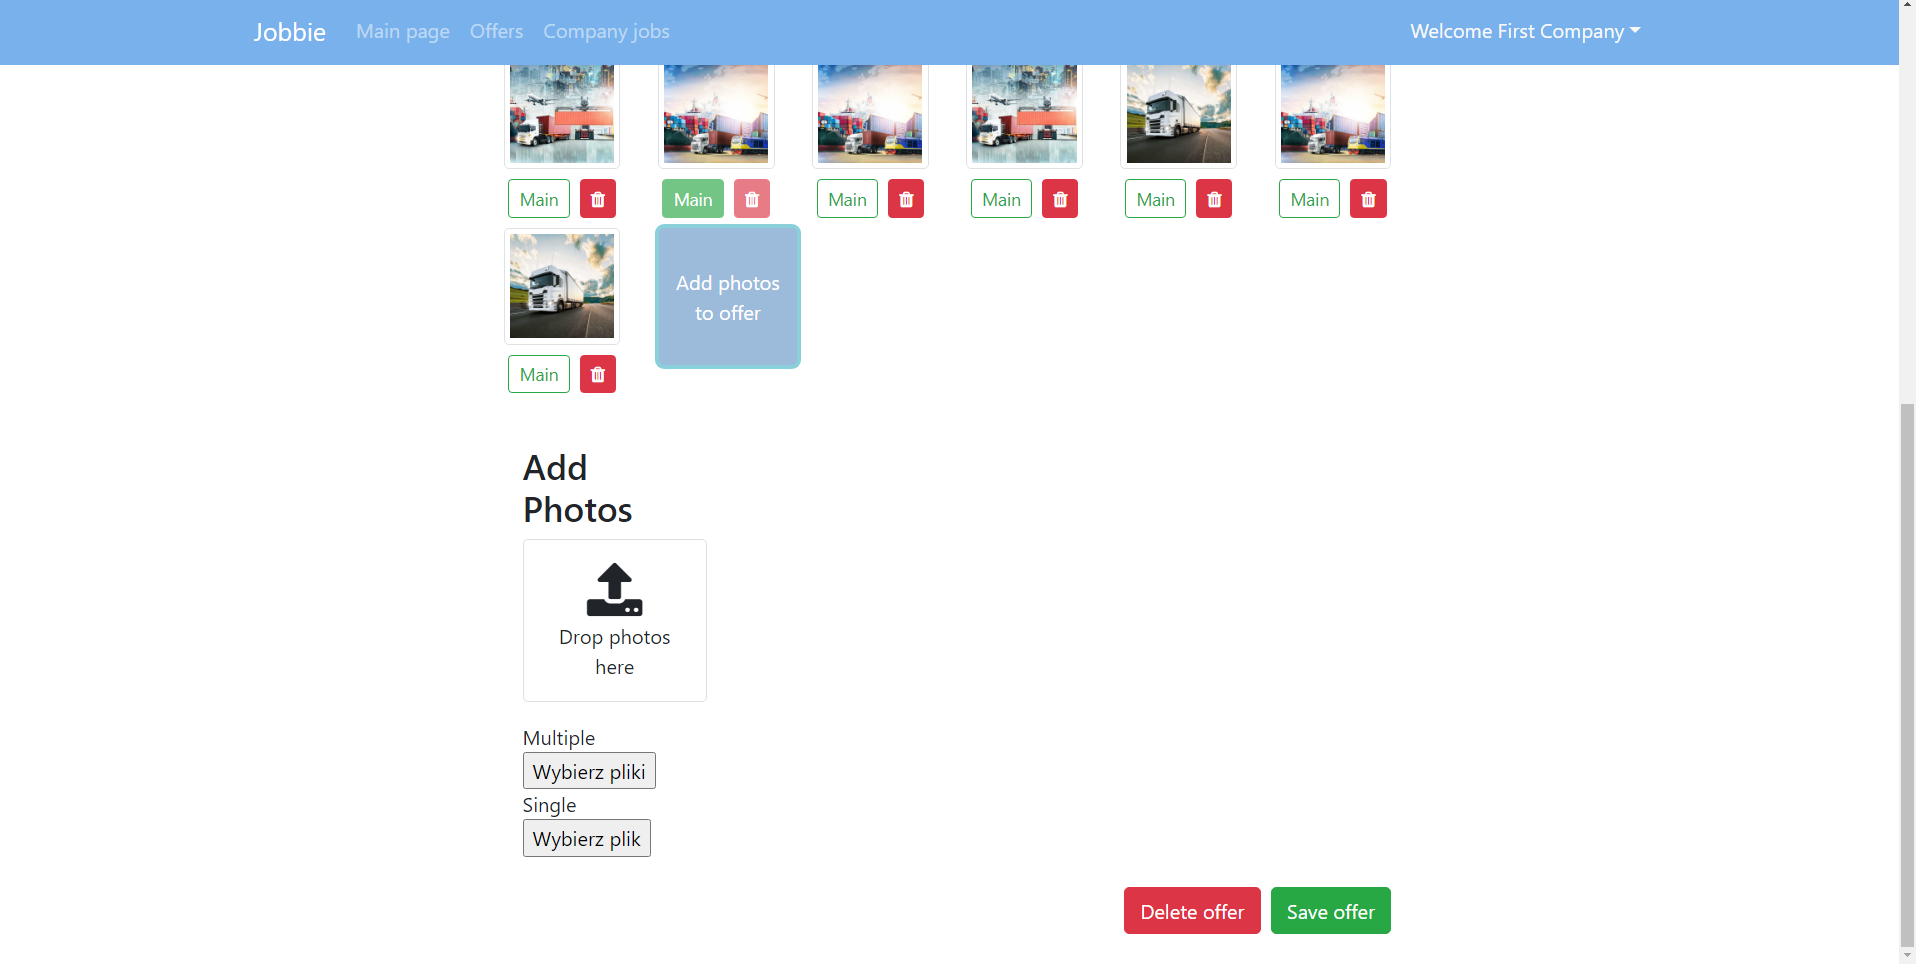 Jobbie Main page Offers Company jobs Welcome First Company
Main Main Main Main Main Main
Add photos
to offer
Main
Add
Photos
Drop photos
here
Multiple
Wybierz pliki
Single
Wybierz plik
Delete offer Save offer